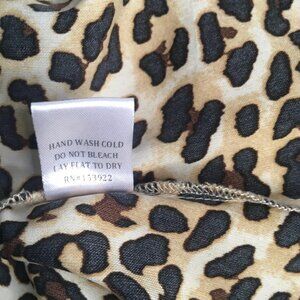 HAND WASH COLD
DO NOT BLEACH
LAY FLAT TO DRY
RN#153922